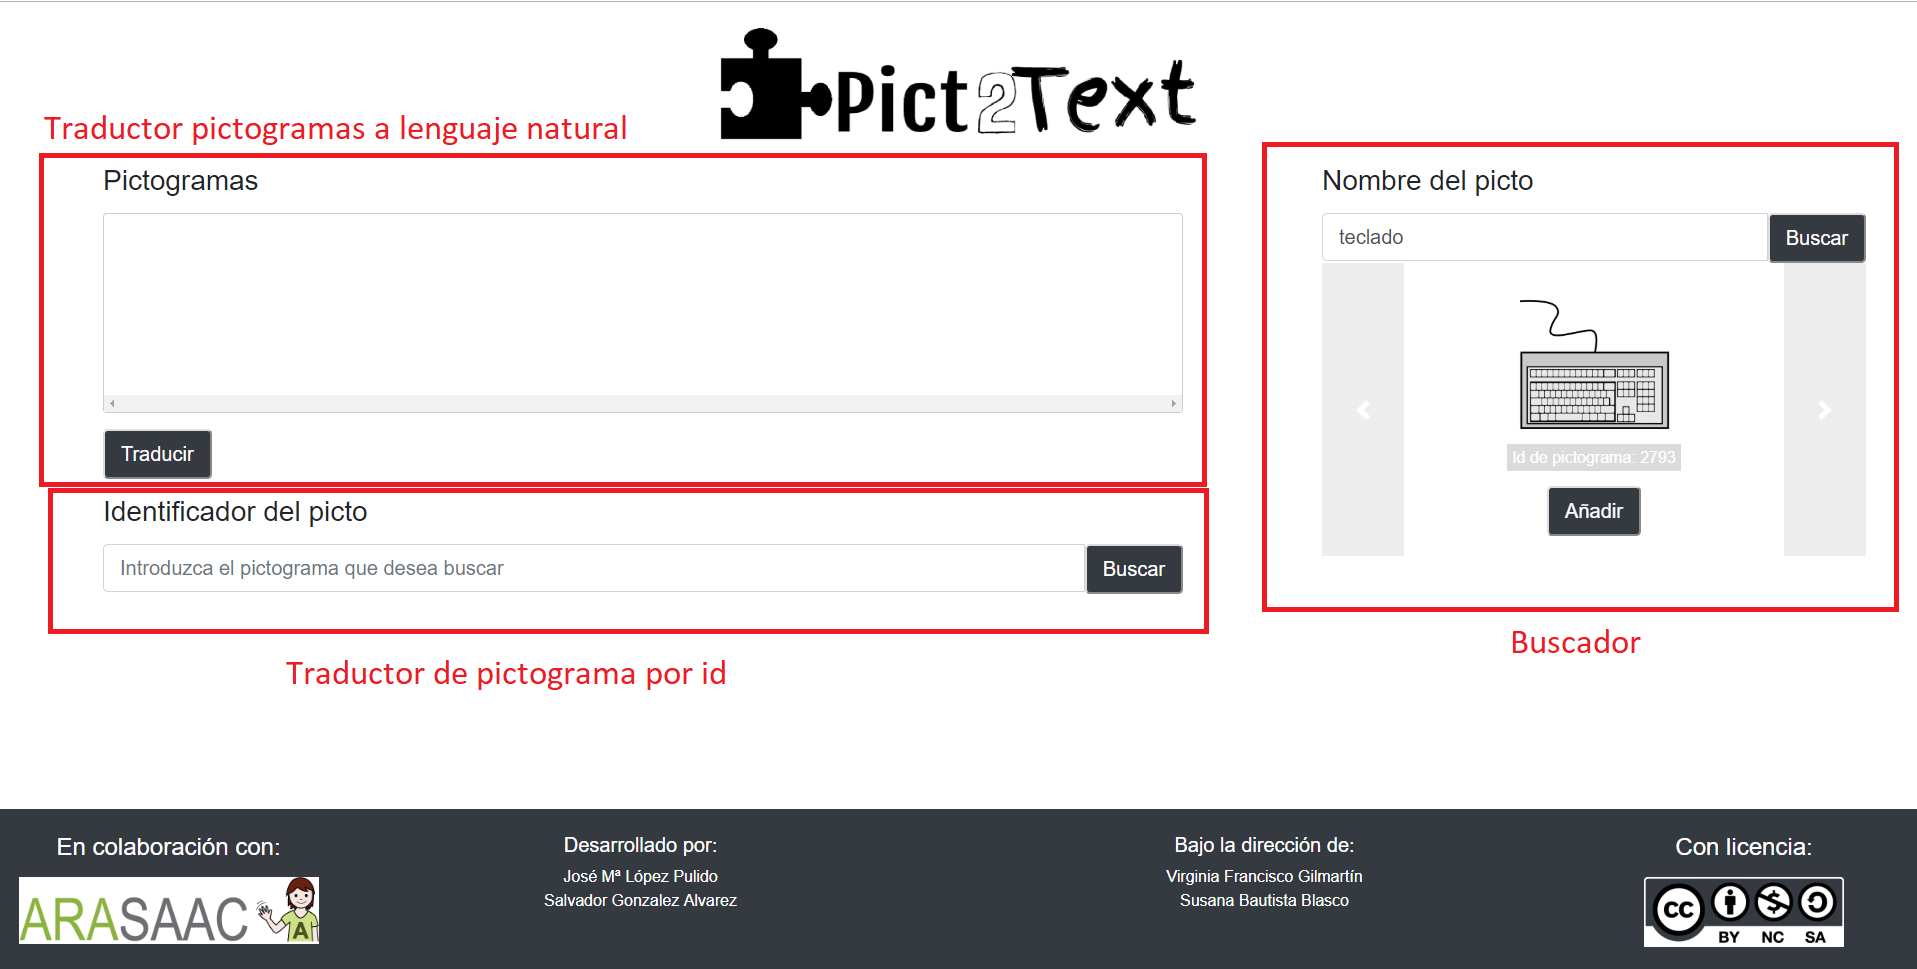 Pict2Text
Traductor pictogramas a lenguaje natural
Pictogramas
Traducir
Identificador del picto
Introduzca el pictograma que desea buscar
Buscar
Traductor de pictograma por id
Nombre del picto
teclado
Buscar
Id de pictograma: 2793
Añadir
Buscador
En colaboración con:
ARASAAC
A
Desarrollado por:
José Mª López Pulido
Salvador Gonzalez Alvarez
Bajo la dirección de:
Virginia Francisco Gilmartín
Susana Bautista Blasco
Con licencia:
cc
BY NC SA